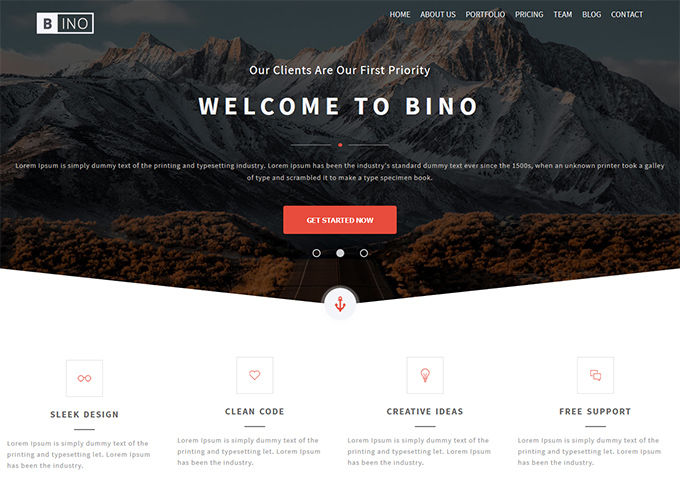 B INO
HOME ABOUT US PORTFOLIO PRICING TEAM BLOG CONTACT
Our Clients Are Our First Priority
WELCOME TO BINO
Lorem Ipsum is simply dummy text of the printing and typesetting industry. Lorem Ipsum has been the industry's standard dummy text ever since the 1500s, when an unknown printer took a galley
of type and scrambled it to make a type specimen book.
GET STARTED NOW
SLEEK DESIGN
Lorem Ipsum is simply dummy text of the
printing and typesetting let. Lorem Ipsum
has been the industry.
CLEAN CODE
Lorem Ipsum is simply dummy text of the
printing and typesetting let. Lorem Ipsum
has been the industry.
CREATIVE IDEAS
Lorem Ipsum is simply dummy text of the
printing and typesetting let. Lorem Ipsum
has been the industry.
FREE SUPPORT
Lorem Ipsum is simply dummy text of the
printing and typesetting let. Lorem Ipsum
has been the industry.